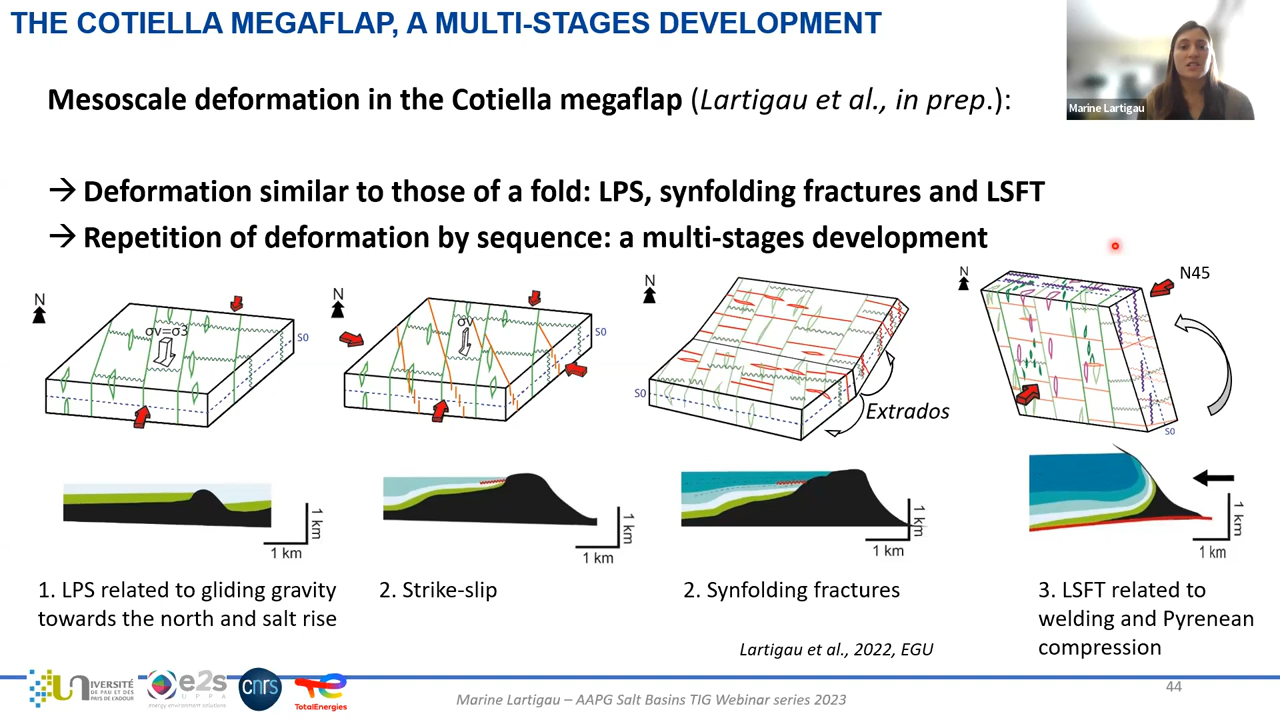 THE COTIELLA MEGAFLAP, A MULTI-STAGES DEVELOPMENT
Marine Lartigau
Mesoscale deformation in the Cotiella megaflap (Lartigau et al., in prep.):
→ Deformation similar to those of a fold: LPS, synfolding fractures and LSFT
→ Repetition of deformation by sequence: a multi-stages development
N
σv=σ3
S0
N
σv
S0
N
S0
Extrados
N
N45
S0
1 km
1 km
1 km
1 km
1 km
1 km
1 km
1 km
1. LPS related to gliding gravity
towards the north and salt rise
2. Strike-slip
2. Synfolding fractures
3. LSFT related to
welding and Pyrenean
compression
Lartigau et al., 2022, EGU
UNIVERSITÉ
DE PAU ET DES
PAYS DE L'ADOUR
e2s
UPPA
energy environment solutions
cnrs
TotalEnergies
Marine Lartigau – AAPG Salt Basins TIG Webinar series 2023
44